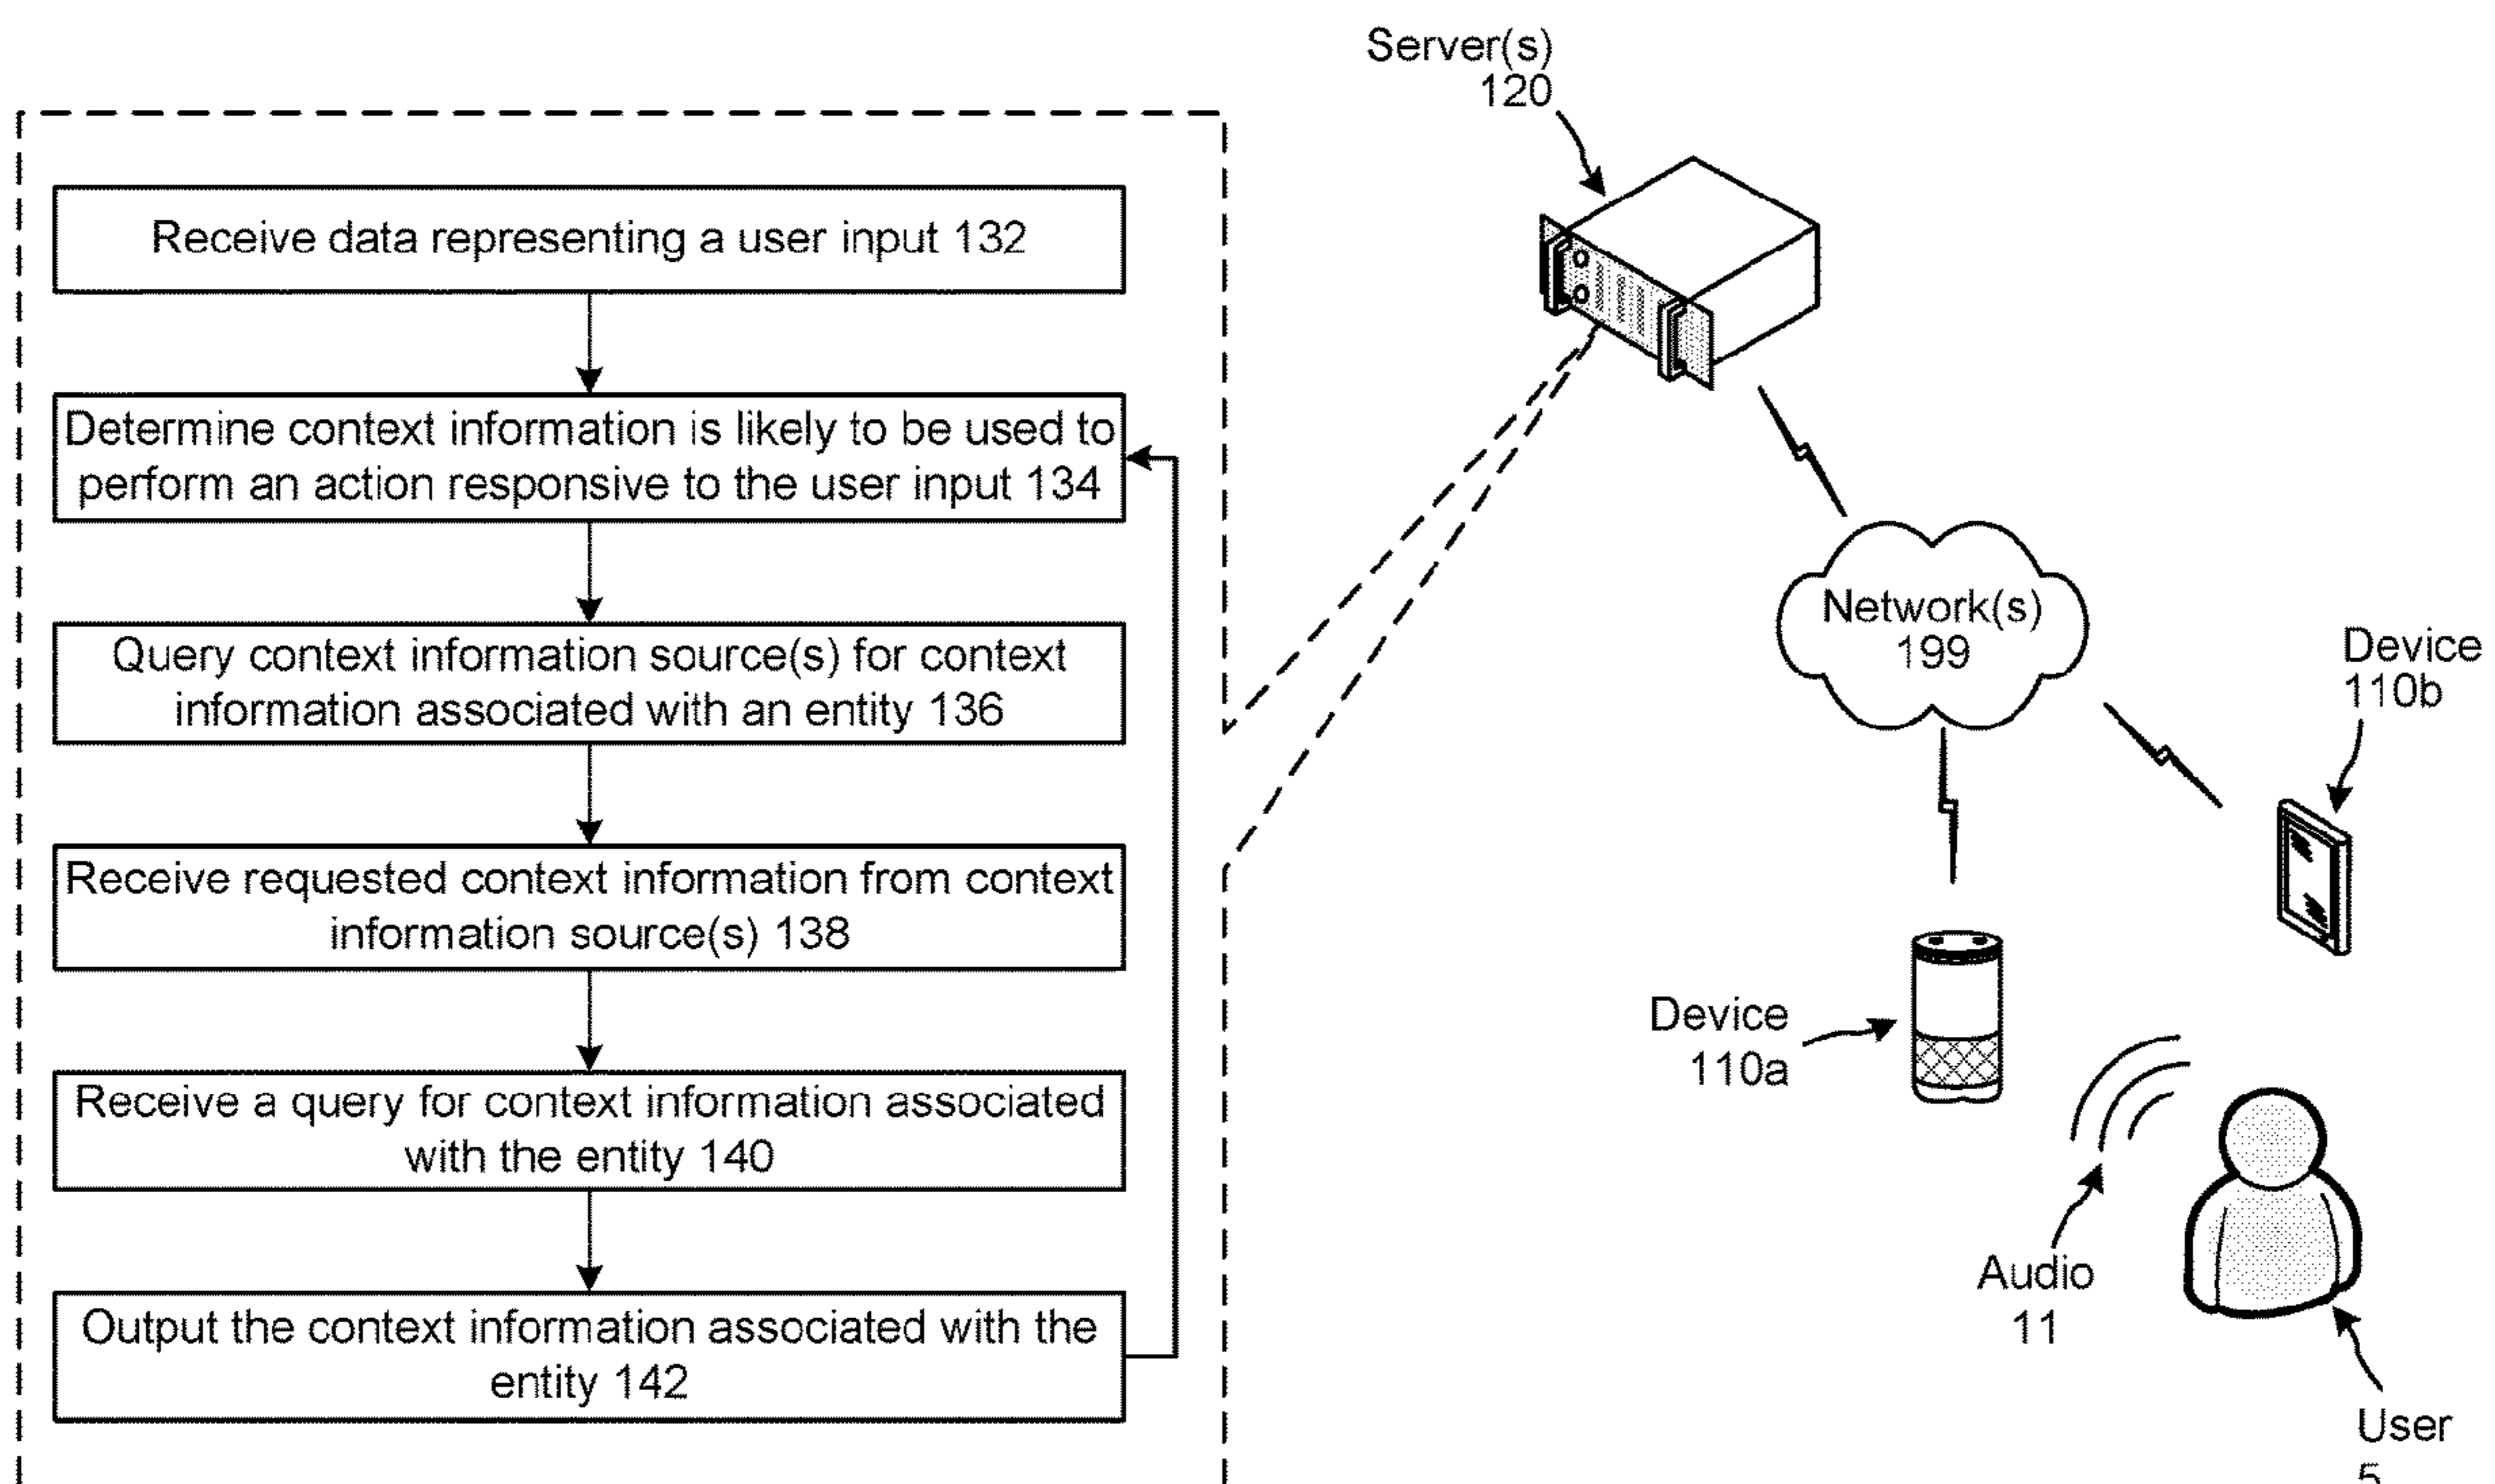 Server(s)
120
Receive data representing a user input 132
Determine context information is likely to be used to
perform an action responsive to the user input 134
Query context information source(s) for context
information associated with an entity 136
Receive requested context information from context
information source(s) 138
Receive a query for context information associated
with the entity 140
Output the context information associated with the
entity 142
Network(s)
199
Device
110b
Device
110a
Audio
11
User
5